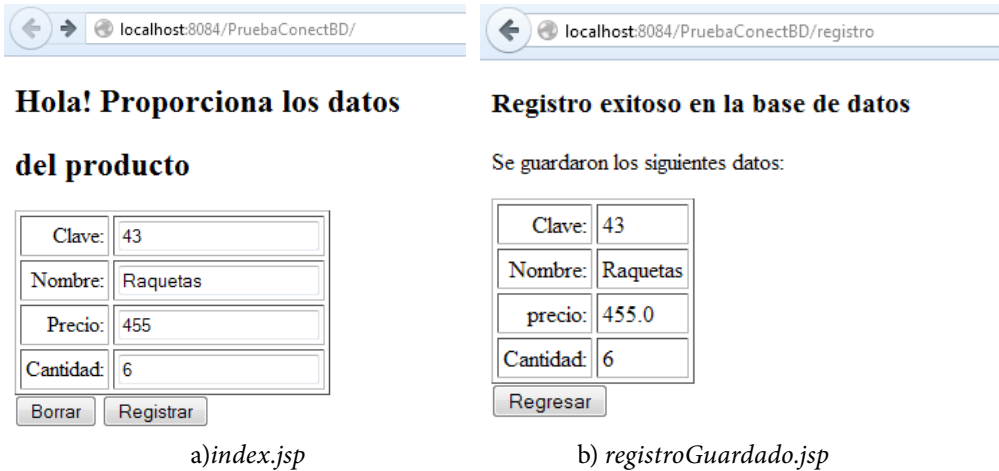 localhost:8084/PruebaConectBD/
Hola! Proporciona los datos
del producto
Clave: 43
Nombre: Raquetas
Precio: 455
Cantidad: 6
Borrar Registrar
a)index.jsp
localhost:8084/PruebaConectBD/registro
Registro exitoso en la base de datos
Se guardaron los siguientes datos:
Clave: 43
Nombre: Raquetas
precio: 455.0
Cantidad: 6
Regresar
b) registroGuardado.jsp